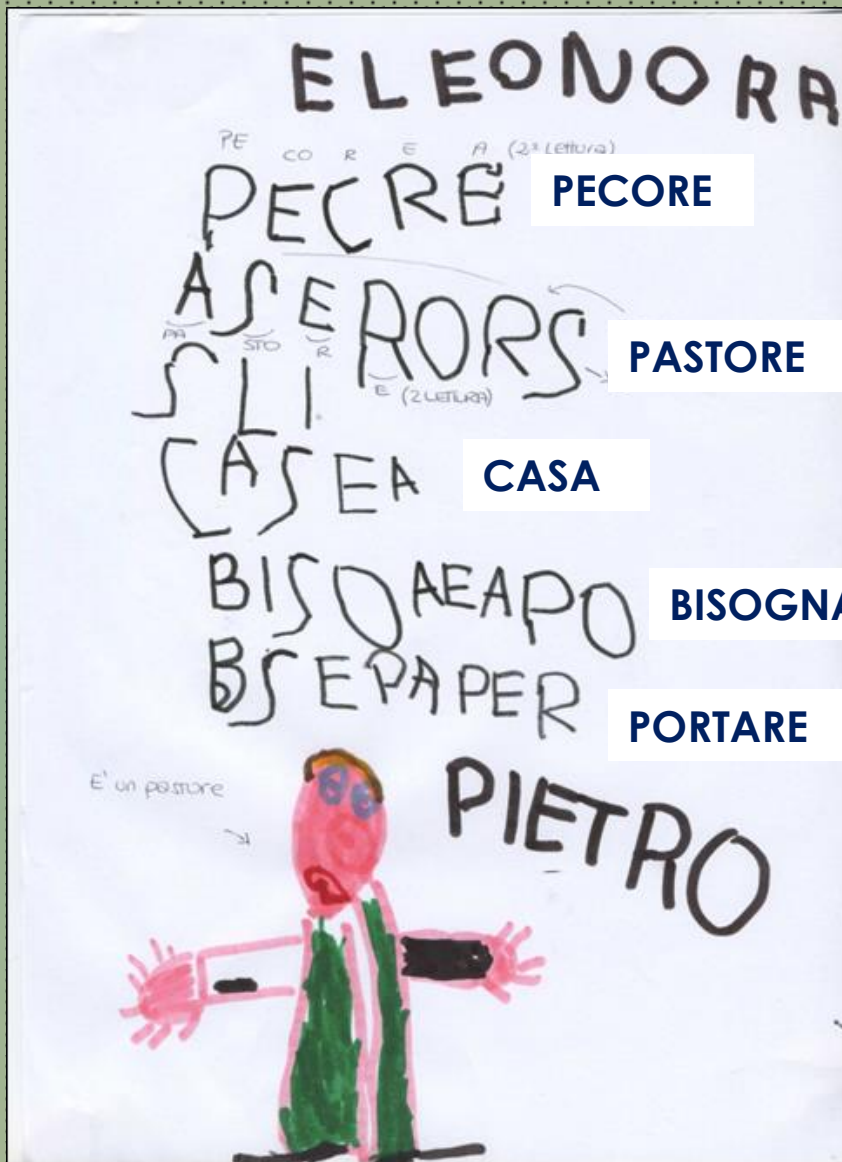 ELEONORA
PE CO R E A (2ª Lettura)
PECRE PECORE
ASERORS PASTORE
PA STO R E (2 LETTURA)
SLI
CASEA CASA
BISOAEAPO BISOGNA
BSEPAPER PORTARE
PIETRO
E' un pastore